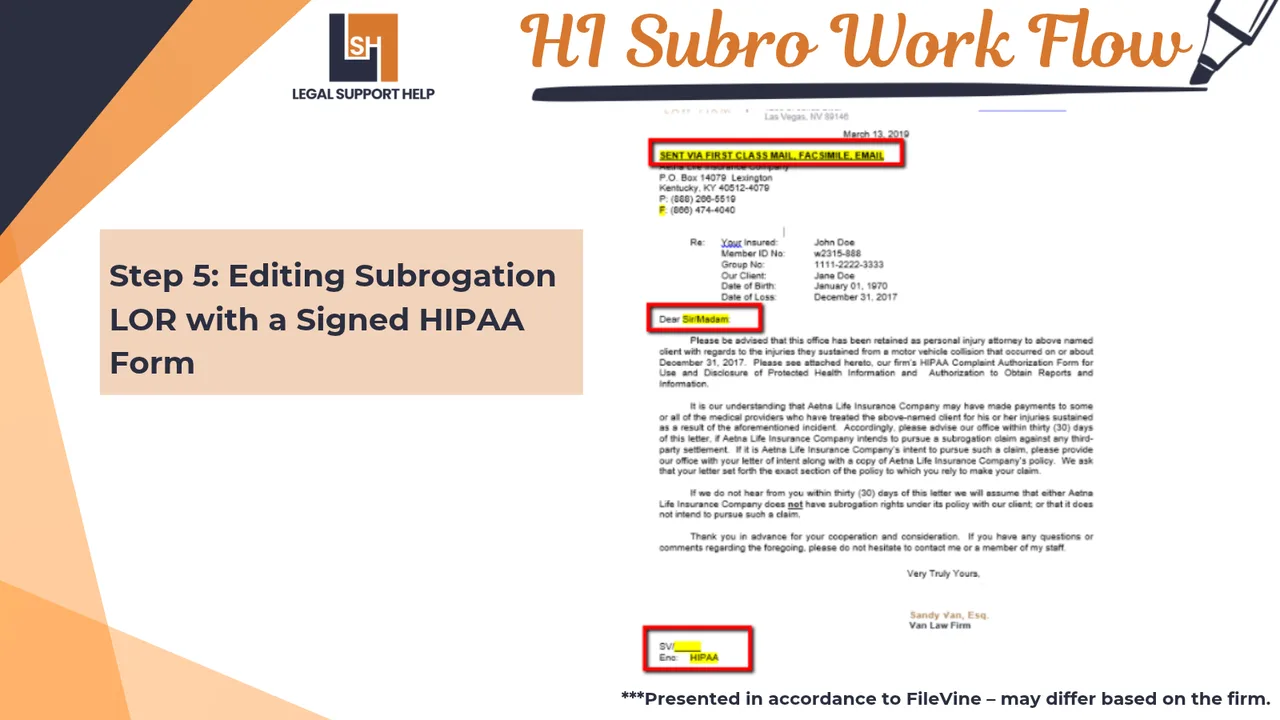 HI Subro Work Flow
LSH
LEGAL SUPPORT HELP
Las Vegas, NV 89146
March 13, 2019
SENT VIA FIRST CLASS MAIL, FACSIMILE, EMAIL
Aetna Life Insurance Company
P.O. Box 14079 Lexington
Kentucky, KY 40512-4079
P: (888) 266-5519
F: (866) 474-4040
Re: Your Insured: John Doe
Member ID No: w2315-888
Group No: 1111-2222-3333
Our Client: Jane Doe
Date of Birth: January 01, 1970
Date of Loss: December 31, 2017
Step 5: Editing Subrogation
LOR with a Signed HIPAA
Form
Dear Sir/Madam:
Please be advised that this office has been retained as personal injury attorney to above named
client with regards to the injuries they sustained from a motor vehicle collision that occurred on or about
December 31, 2017. Please see attached hereto, our firm's HIPAA Complaint Authorization Form for
Use and Disclosure of Protected Health Information and Authorization to Obtain Reports and
Information.
It is our understanding that Aetna Life Insurance Company may have made payments to some
or all of the medical providers who have treated the above-named client for his or her injuries sustained
as a result of the aforementioned incident. Accordingly, please advise our office within thirty (30) days
of this letter, if Aetna Life Insurance Company intends to pursue a subrogation claim against any third-
party settlement. If it is Aetna Life Insurance Company's intent to pursue such a claim, please provide
our office with your letter of intent along with a copy of Aetna Life Insurance Company's policy. We ask
that your letter set forth the exact section of the policy to which you rely to make your claim.
If we do not hear from you within thirty (30) days of this letter we will assume that either Aetna
Life Insurance Company does not have subrogation rights under its policy with our client; or that it does
not intend to pursue such a claim.
Thank you in advance for your cooperation and consideration. If you have any questions or
comments regarding the foregoing, please do not hesitate to contact me or a member of my staff.
Very Truly Yours,
Sandy Van, Esq.
Van Law Firm
SV/_____
Enc: HIPAA
***Presented in accordance to FileVine – may differ based on the firm.